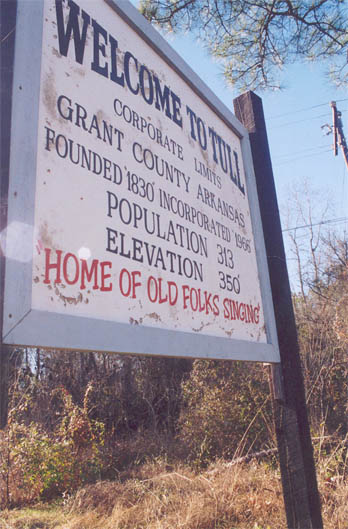 WELCOME TO TULL
CORPORATE LIMITS
GRANT COUNTY ARKANSAS
FOUNDED 1830 INCORPORATED 1966
POPULATION 313
ELEVATION 350
HOME OF OLD FOLKS SINGING